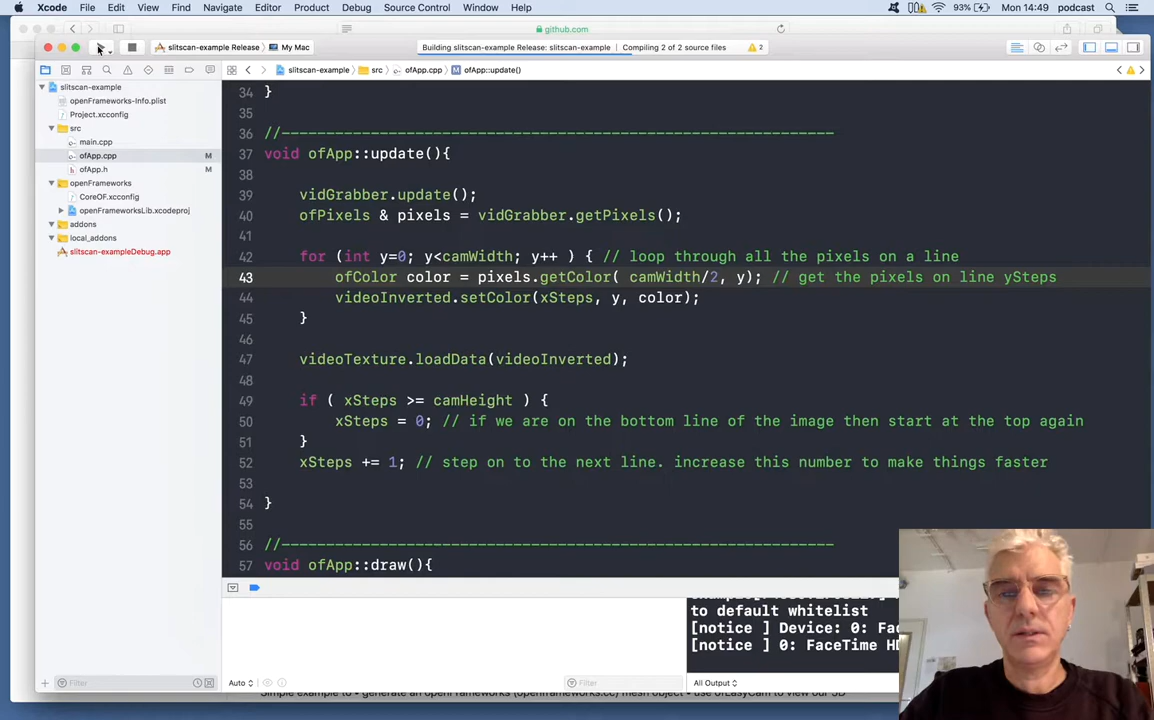 Xcode File Edit View Find Navigate Editor Product Debug Source Control Window Help 93% Mon 14:49 podcast
github.com
slitscan-example Release My Mac Building slitscan-example Release: slitscan-example Compiling 2 of 2 source files 2
slitscan-example src ofApp.cpp M ofApp::update()
slitscan-example
openFrameworks-Info.plist
Project.xcconfig
src
main.cpp
ofApp.cpp M
ofApp.h M
openFrameworks
CoreOF.xcconfig
openFrameworksLib.xcodeproj
addons
local_addons
slitscan-exampleDebug.app
Filter
34 }
35
36 //--------------------------------------------------------------
37 void ofApp::update(){
38
39 vidGrabber.update();
40 ofPixels & pixels = vidGrabber.getPixels();
41
42 for (int y=0; y<camWidth; y++ ) { // loop through all the pixels on a line
43 ofColor color = pixels.getColor( camWidth/2, y); // get the pixels on line ySteps
44 videoInverted.setColor(xSteps, y, color);
45 }
46
47 videoTexture.loadData(videoInverted);
48
49 if ( xSteps >= camHeight ) {
50 xSteps = 0; // if we are on the bottom line of the image then start at the top again
51 }
52 xSteps += 1; // step on to the next line. increase this number to make things faster
53
54 }
55
56 //--------------------------------------------------------------
57 void ofApp::draw(){
to default whitelist
[notice ] Device: 0:
[notice ] 0: FaceTime
Auto Filter All Output
Simple example to - generate an openFrameworks (openframeworks.cc) mesh object - use ofEasyCam to view our 3D